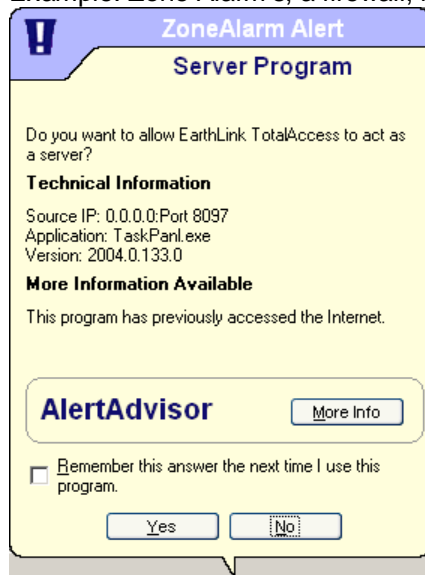 ZoneAlarm Alert
Server Program
Do you want to allow EarthLink TotalAccess to act as
a server?
Technical Information
Source IP: 0.0.0.0:Port 8097
Application: TaskPanl.exe
Version: 2004.0.133.0
More Information Available
This program has previously accessed the Internet.
AlertAdvisor
More Info
Remember this answer the next time I use this
program.
Yes
No